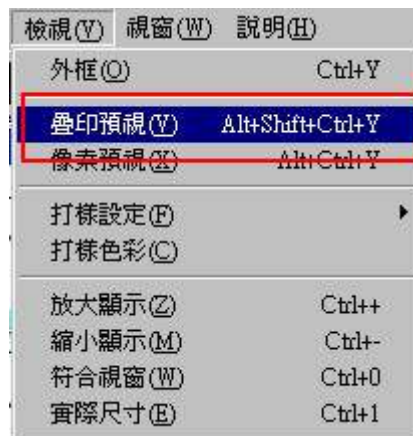 檢視(V) 視窗(W) 說明(H)
外框(O) Ctrl+Y
疊印預視(V) Alt+Shift+Ctrl+Y
像素預視(X) Alt+Ctrl+Y
打樣設定(F)
打樣色彩(C)
放大顯示(Z) Ctrl++
縮小顯示(M) Ctrl+-
符合視窗(W) Ctrl+0
實際尺寸(E) Ctrl+1